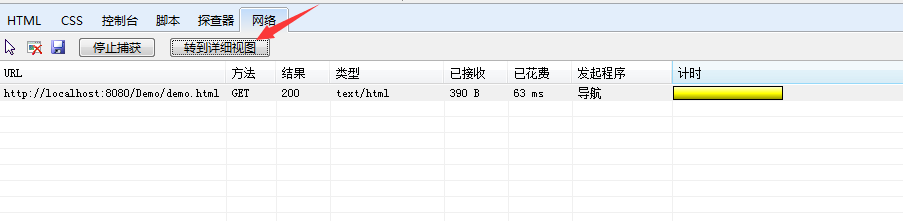 HTML CSS 控制台 脚本 探查器 网络
停止捕获 转到详细视图
URL 方法 结果 类型 已接收 已花费 发起程序 计时
http://localhost:8080/Demo/demo.html GET 200 text/html 390 B 63 ms 导航